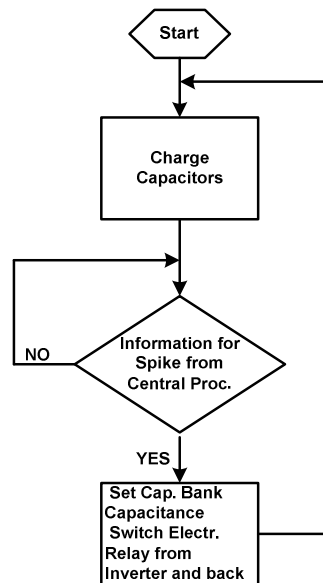 Start
Charge
Capacitors
Information for
Spike from
Central Proc.
NO
YES
Set Cap. Bank
Capacitance
Switch Electr.
Relay from
Inverter and back